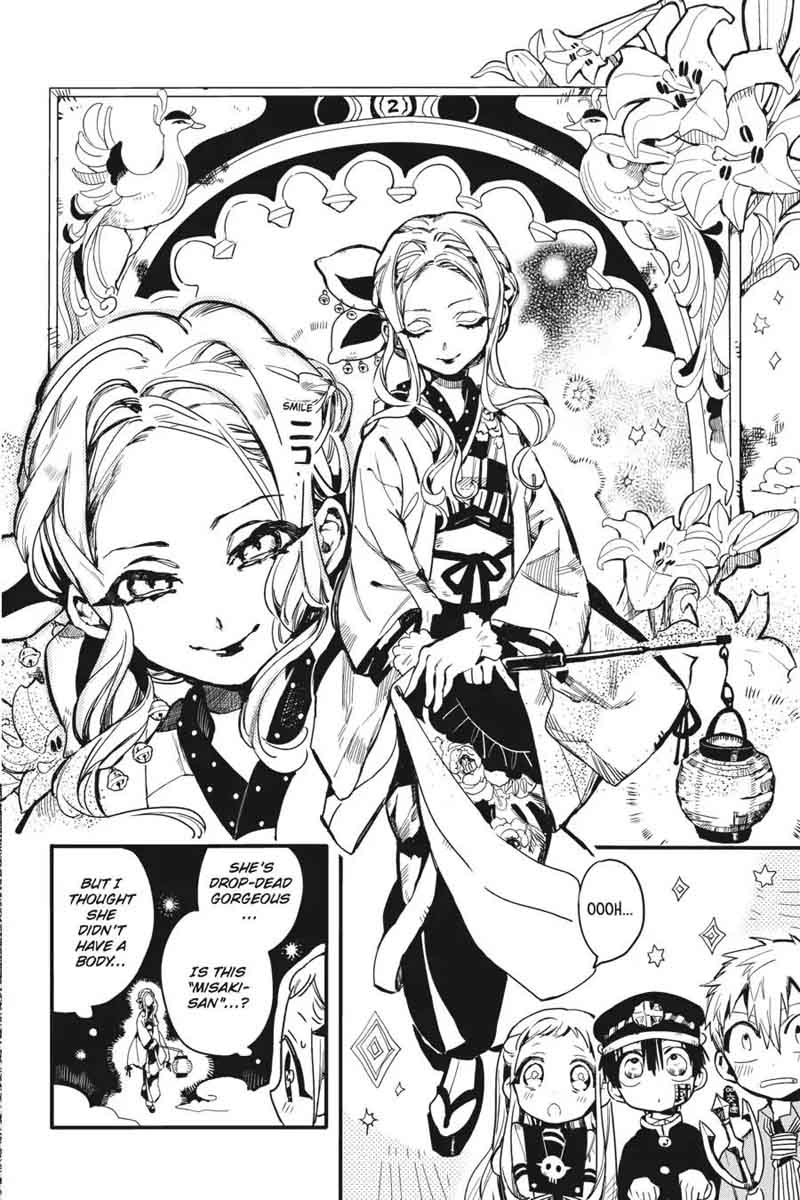 2
SMILE
ニコ
OOOH...
SHE'S
DROP-DEAD
GORGEOUS
...
IS THIS
"MISAKI-
SAN"...?
BUT I
THOUGHT
SHE
DIDN'T
HAVE A
BODY...